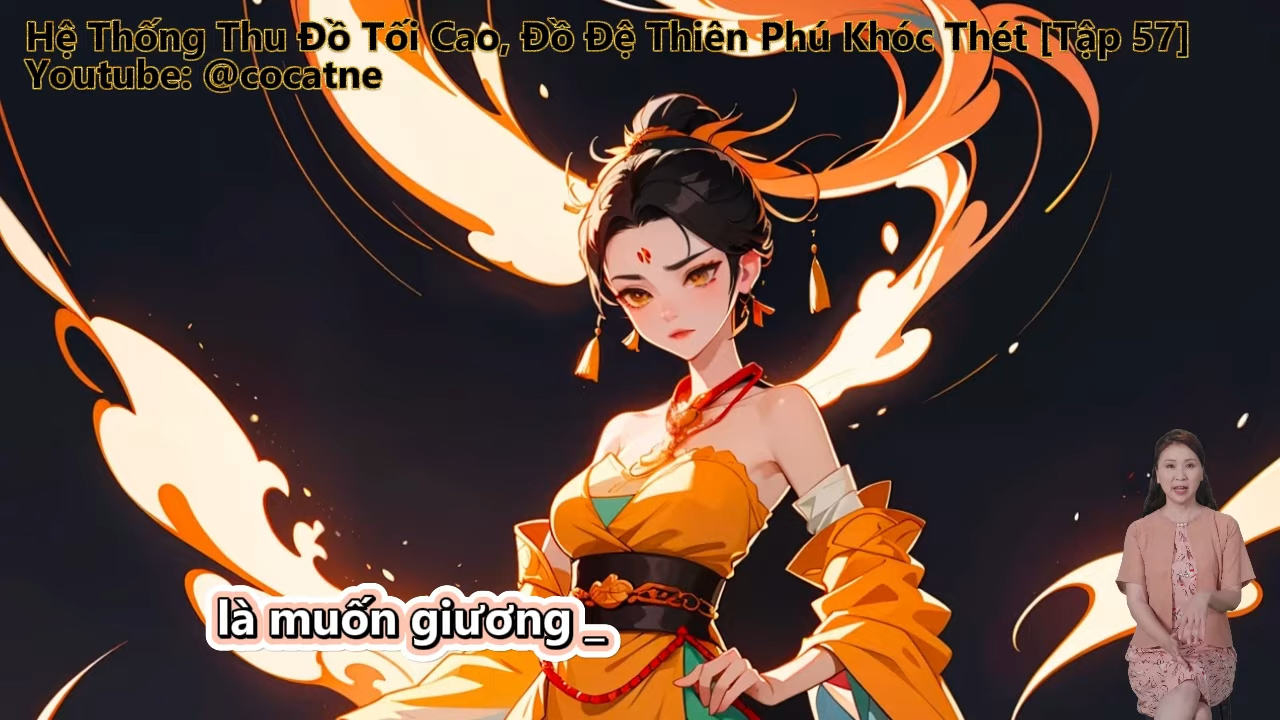 Hệ Thống Thu Đồ Tối Cao, Đồ Đệ Thiên Phú Khóc Thét [Tập 57]
Youtube: @cocatne
là muốn giương _